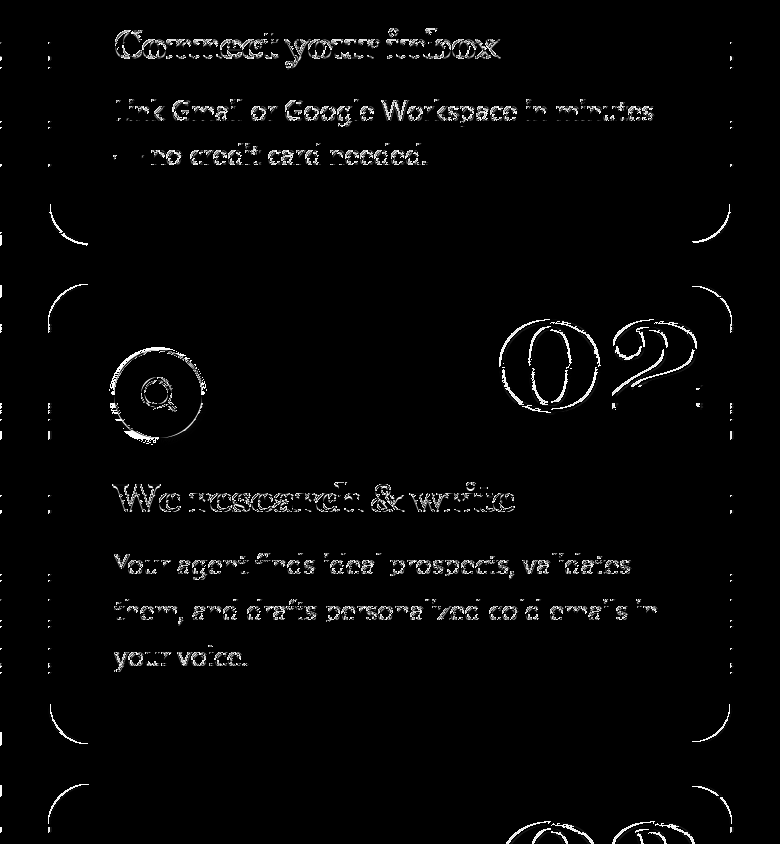 Connect your inbox
Link Gmail or Google Workspace in minutes
— no credit card needed.
02
We research & write
Your agent finds ideal prospects, validates
them, and drafts personalized cold emails in
your voice.